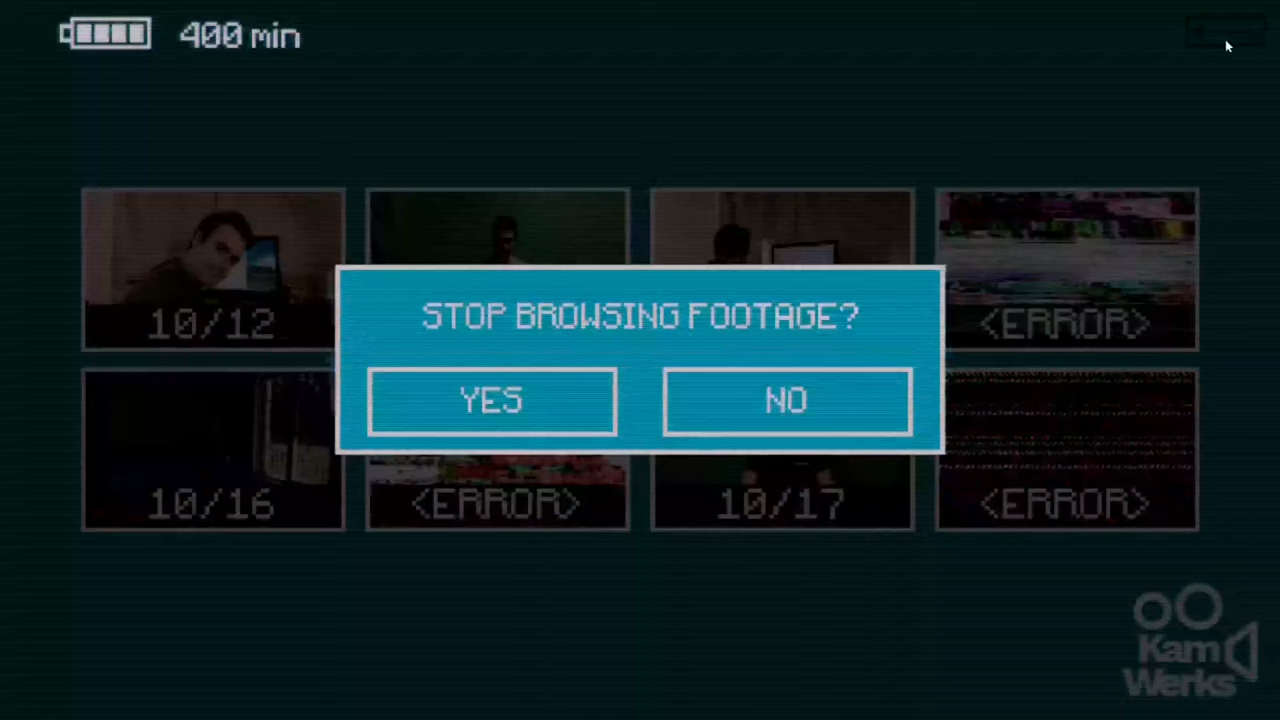 400 min
STOP BROWSING FOOTAGE?
YES NO
10/12 <ERROR>
10/16 <ERROR> 10/17 <ERROR>
Kam
Werks